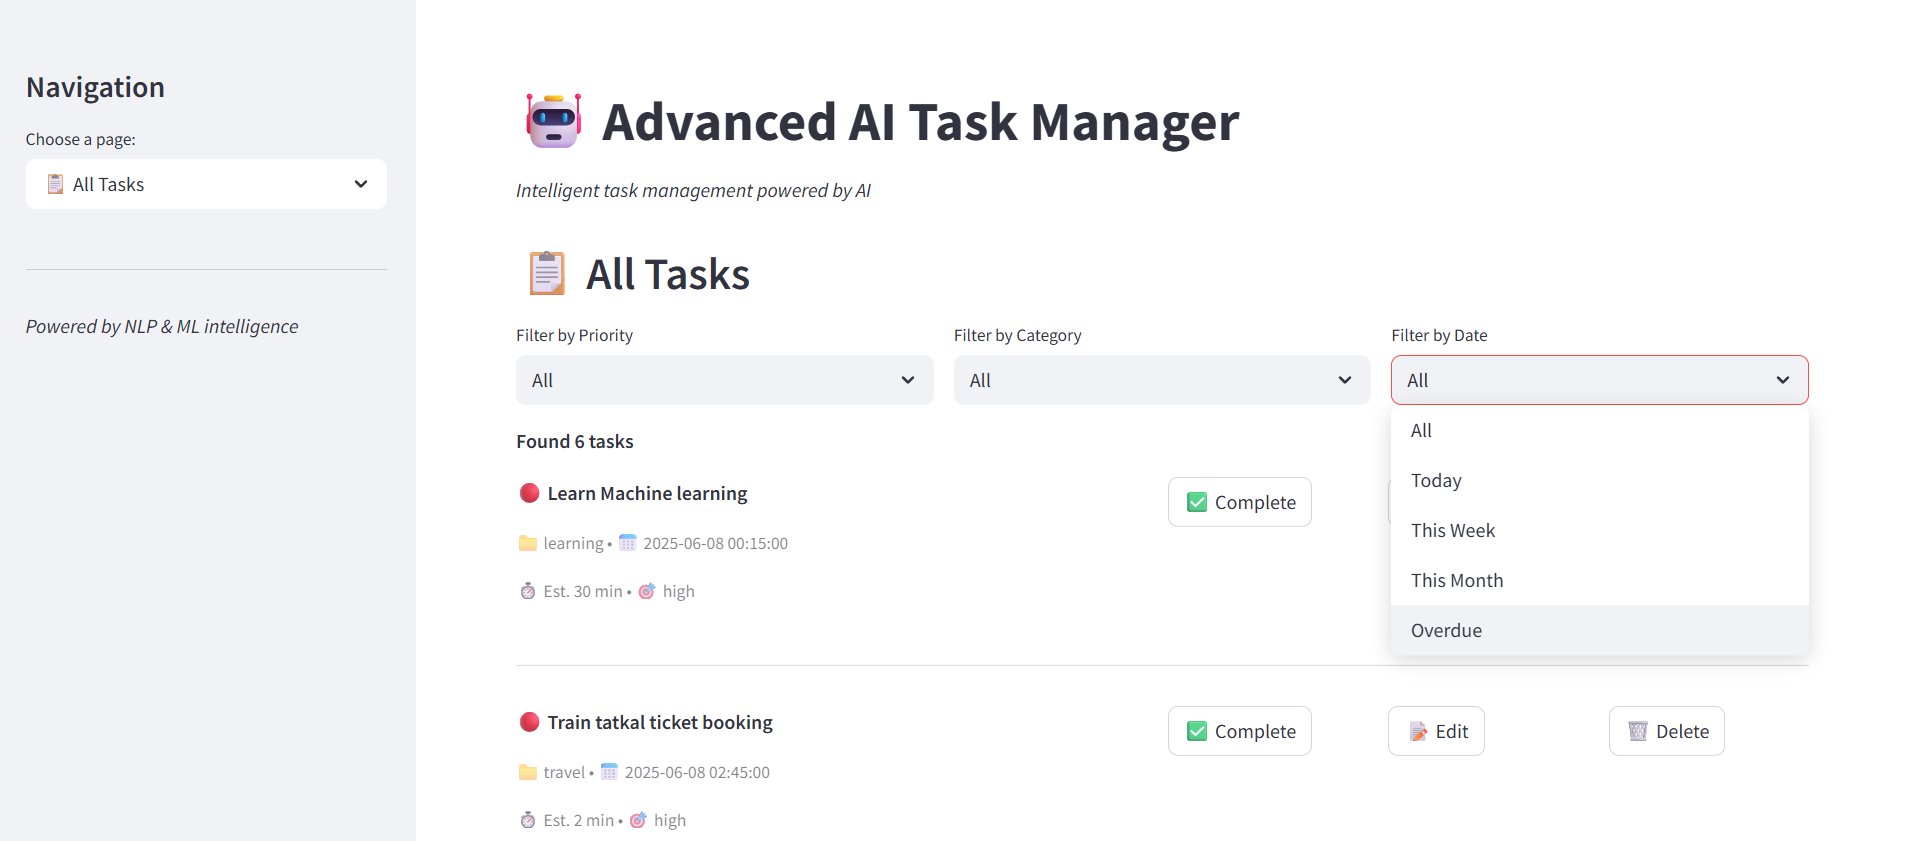 Navigation
Choose a page:
All Tasks
Powered by NLP & ML intelligence
Advanced AI Task Manager
Intelligent task management powered by AI
All Tasks
Filter by Priority
Filter by Category
Filter by Date
All
All
All
All
Today
This Week
This Month
Overdue
Found 6 tasks
Learn Machine learning
Complete
learning • 2025-06-08 00:15:00
Est. 30 min • high
Train tatkal ticket booking
Complete
Edit
Delete
travel • 2025-06-08 02:45:00
Est. 2 min • high